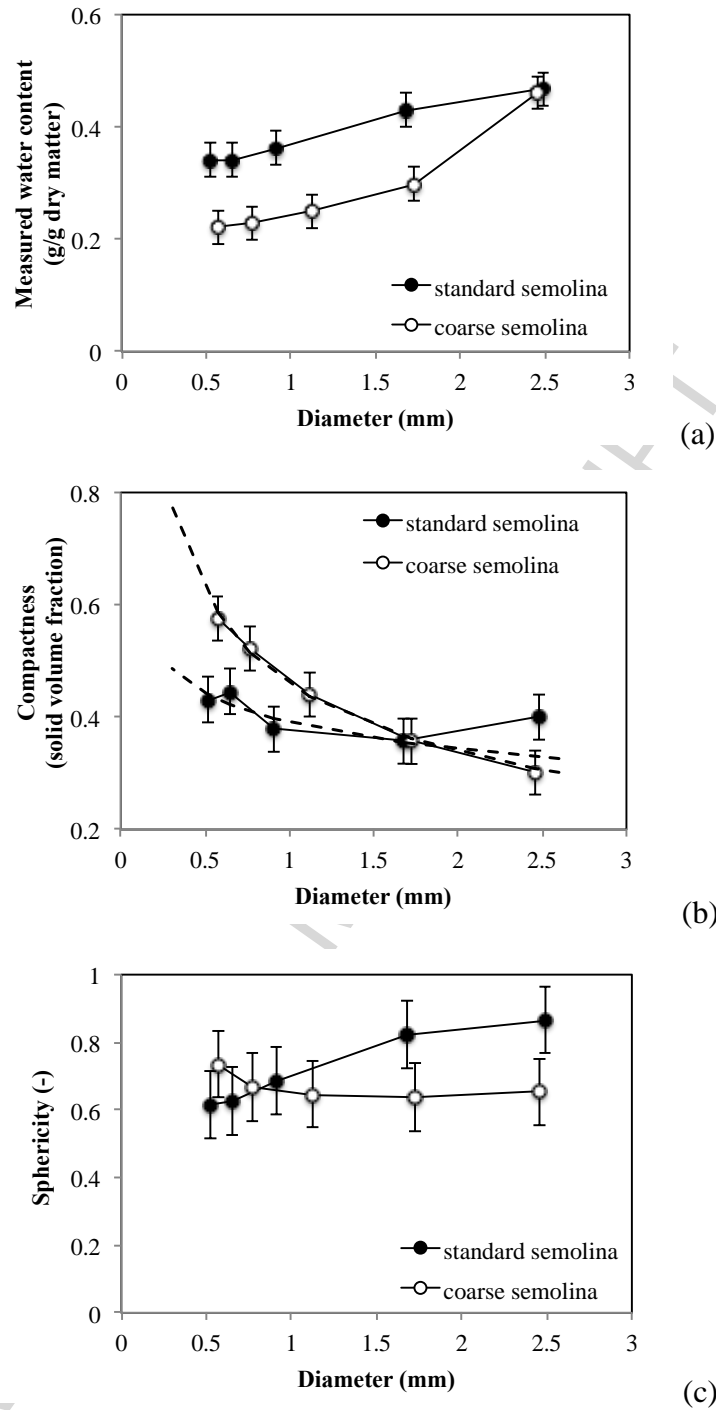 0.6
0.4
0.2
0
Measured water content
(g/g dry matter)
standard semolina
coarse semolina
0 0.5 1 1.5 2 2.5 3
Diameter (mm)
(a)
0.8
0.6
0.4
0.2
Compactness
(solid volume fraction)
standard semolina
coarse semolina
0 0.5 1 1.5 2 2.5 3
Diameter (mm)
(b)
1
0.8
0.6
0.4
0.2
0
Sphericity (-)
standard semolina
coarse semolina
0 0.5 1 1.5 2 2.5 3
Diameter (mm)
(c)